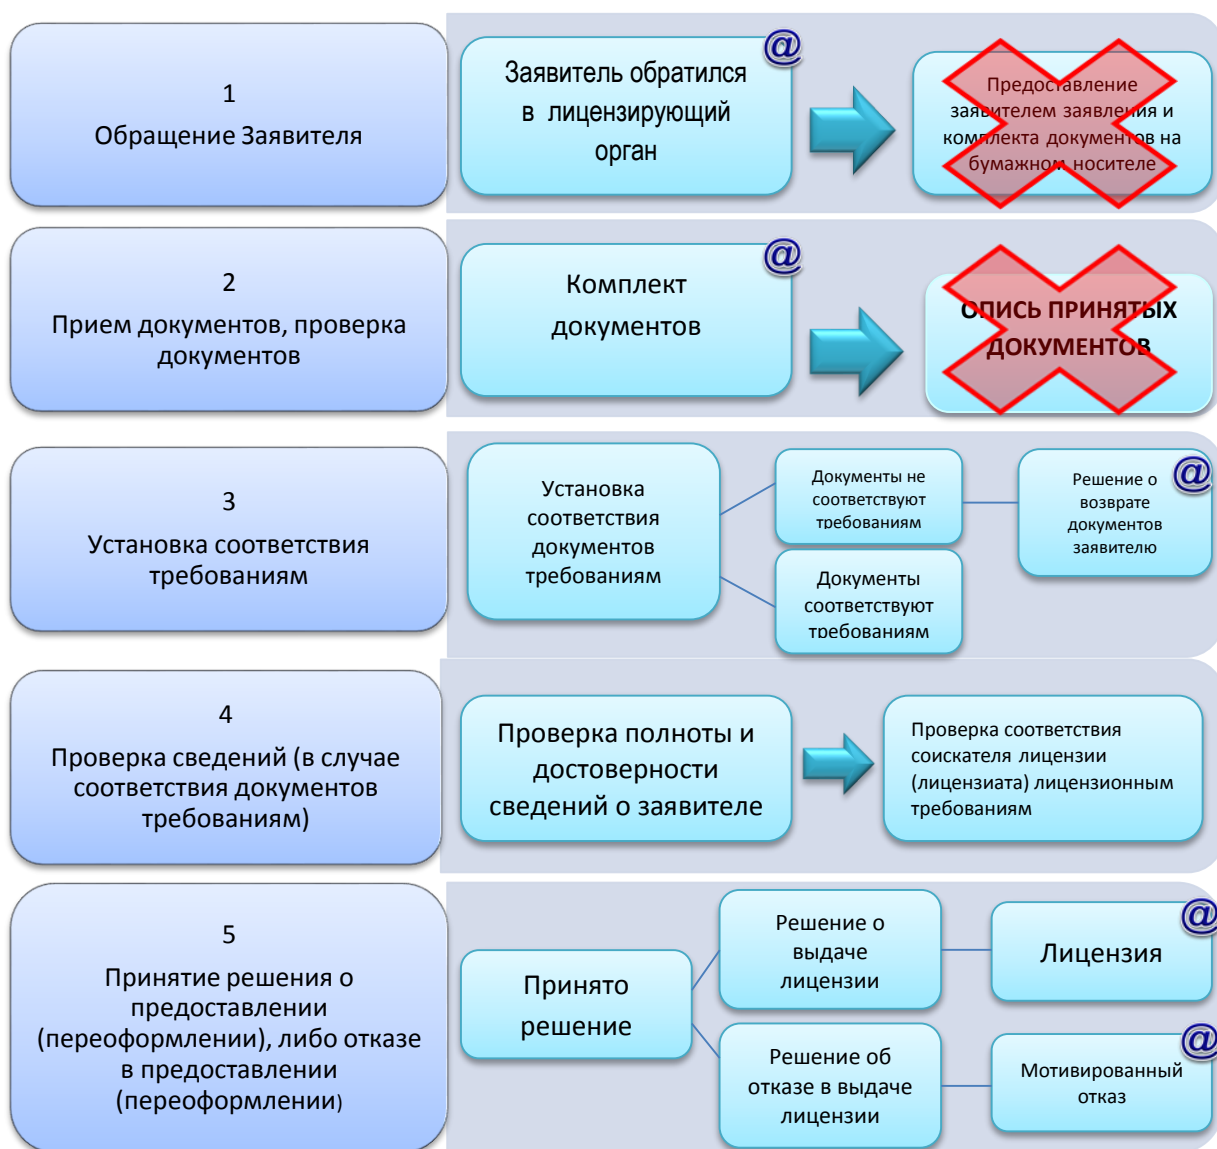 1
Обращение Заявителя
@
Заявитель обратился
в лицензирующий
орган
Предоставление
заявителем заявления и
комплекта документов на
бумажном носителе
2
Прием документов, проверка
документов
@
Комплект
документов
ОПИСЬ ПРИНЯТЫХ
ДОКУМЕНТОВ
3
Установка соответствия
требованиям
Установка
соответствия
документов
требованиям
Документы не
соответствуют
требованиям
@
Решение о
возврате
документов
заявителю
Документы
соответствуют
требованиям
4
Проверка сведений (в случае
соответствия документов
требованиям)
Проверка полноты и
достоверности
сведений о заявителе
Проверка соответствия
соискателя лицензии
(лицензиата) лицензионным
требованиям
5
Принятие решения о
предоставлении
(переоформлении), либо отказе
в предоставлении
(переоформлении)
Принято
решение
Решение о
выдаче
лицензии
@
Лицензия
Решение об
отказе в выдаче
лицензии
@
Мотивированный
отказ